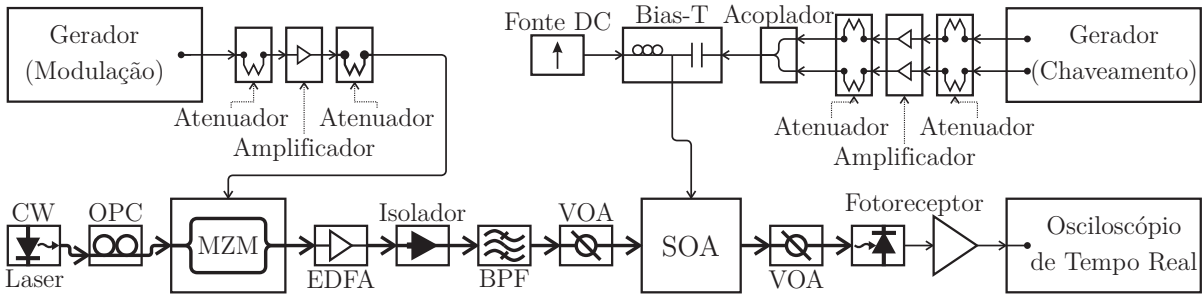 Gerador
(Modulação)
Atenuador
Atenuador
Amplificador
Fonte DC
Bias-T
Acoplador
Gerador
(Chaveamento)
Atenuador
Atenuador
Amplificador
CW
Laser
OPC
MZM
EDFA
Isolador
BPF
VOA
SOA
VOA
Fotoreceptor
Osciloscópio
de Tempo Real